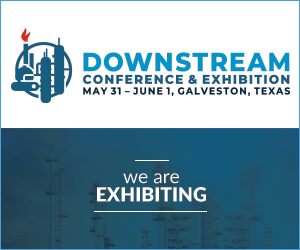 DOWNSTREAM
CONFERENCE & EXHIBITION
MAY 31 – JUNE 1, GALVESTON, TEXAS
we are
EXHIBITING